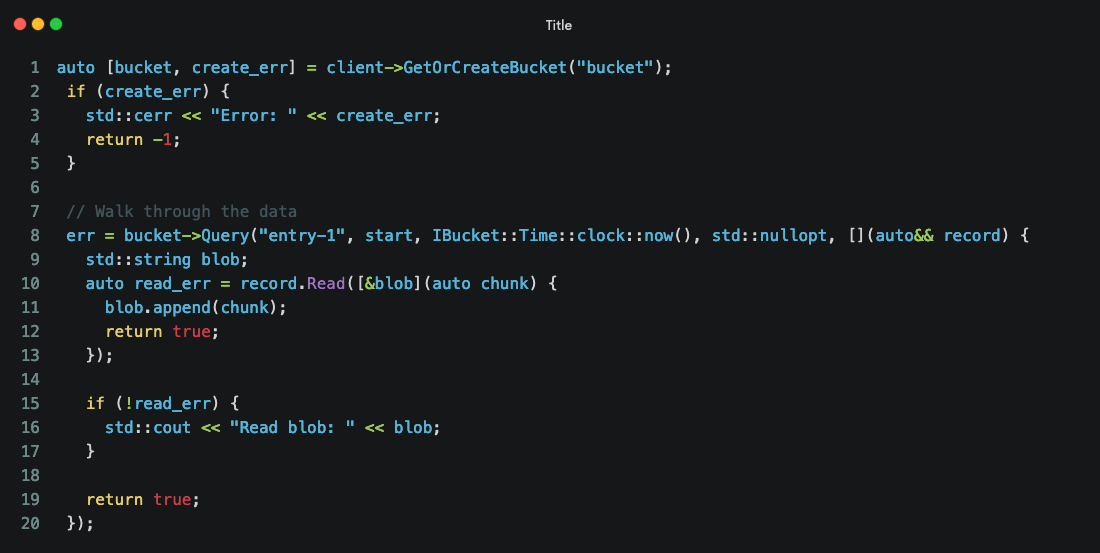 Title
1 auto [bucket, create_err] = client->GetOrCreateBucket("bucket");
2 if (create_err) {
3 std::cerr << "Error: " << create_err;
4 return -1;
5 }
6
7 // Walk through the data
8 err = bucket->Query("entry-1", start, IBucket::Time::clock::now(), std::nullopt, [](auto&& record) {
9 std::string blob;
10 auto read_err = record.Read([&blob](auto chunk) {
11 blob.append(chunk);
12 return true;
13 });
14
15 if (!read_err) {
16 std::cout << "Read blob: " << blob;
17 }
18
19 return true;
20 });